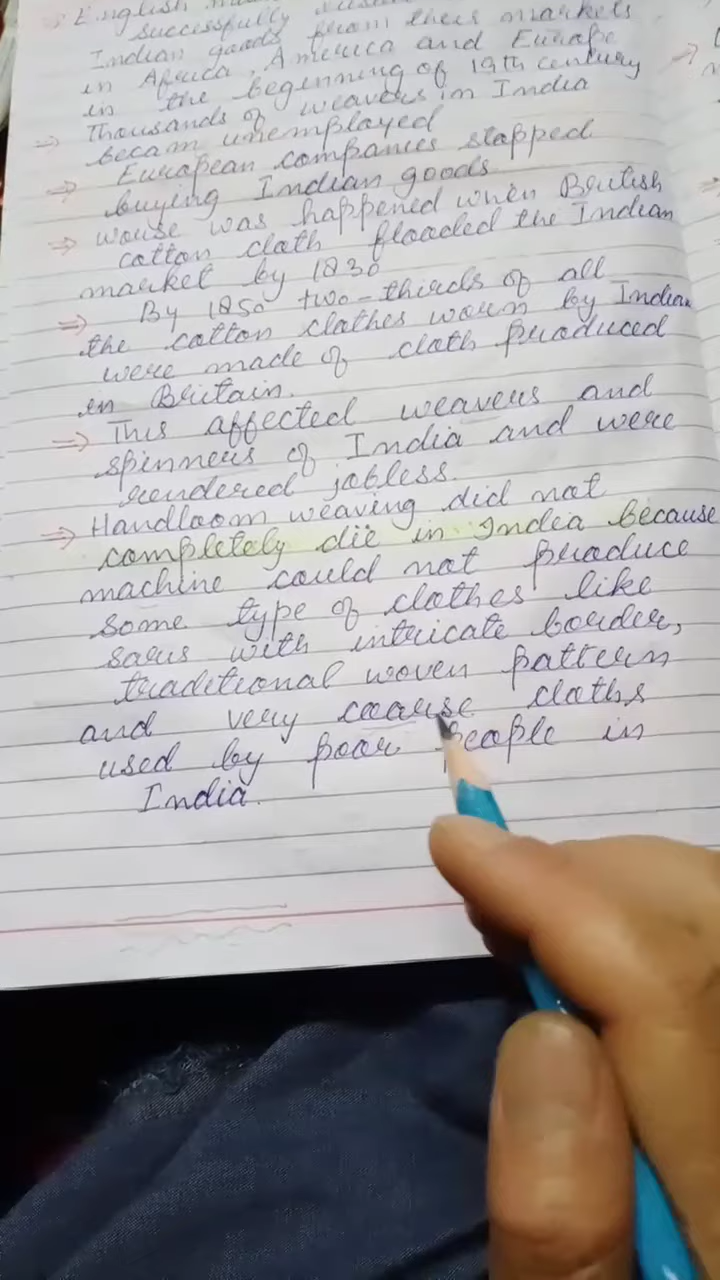 English
successfully
Indian goods from their markets
in Africa, America and Europe
in the beginning of 19th century
⇒ Thousands of weavers in India
becam unemployed
⇒ European companies stopped
buying Indian goods.
⇒ worse was happened when British
cotton cloth flooded the Indian
market by 1830
⇒ By 1850 two-thirds of all
the cotton clothes worn by Indian
were made of cloth produced
in Britain.
⇒ This affected weavers and
spinners of India and were
rendered jobless.
⇒ Handloom weaving did not
completely die in India because
machine could not produce
some type of clothes like
saris with intricate border,
traditional woven pattern
and very coarse cloths
used by poor people in
India.